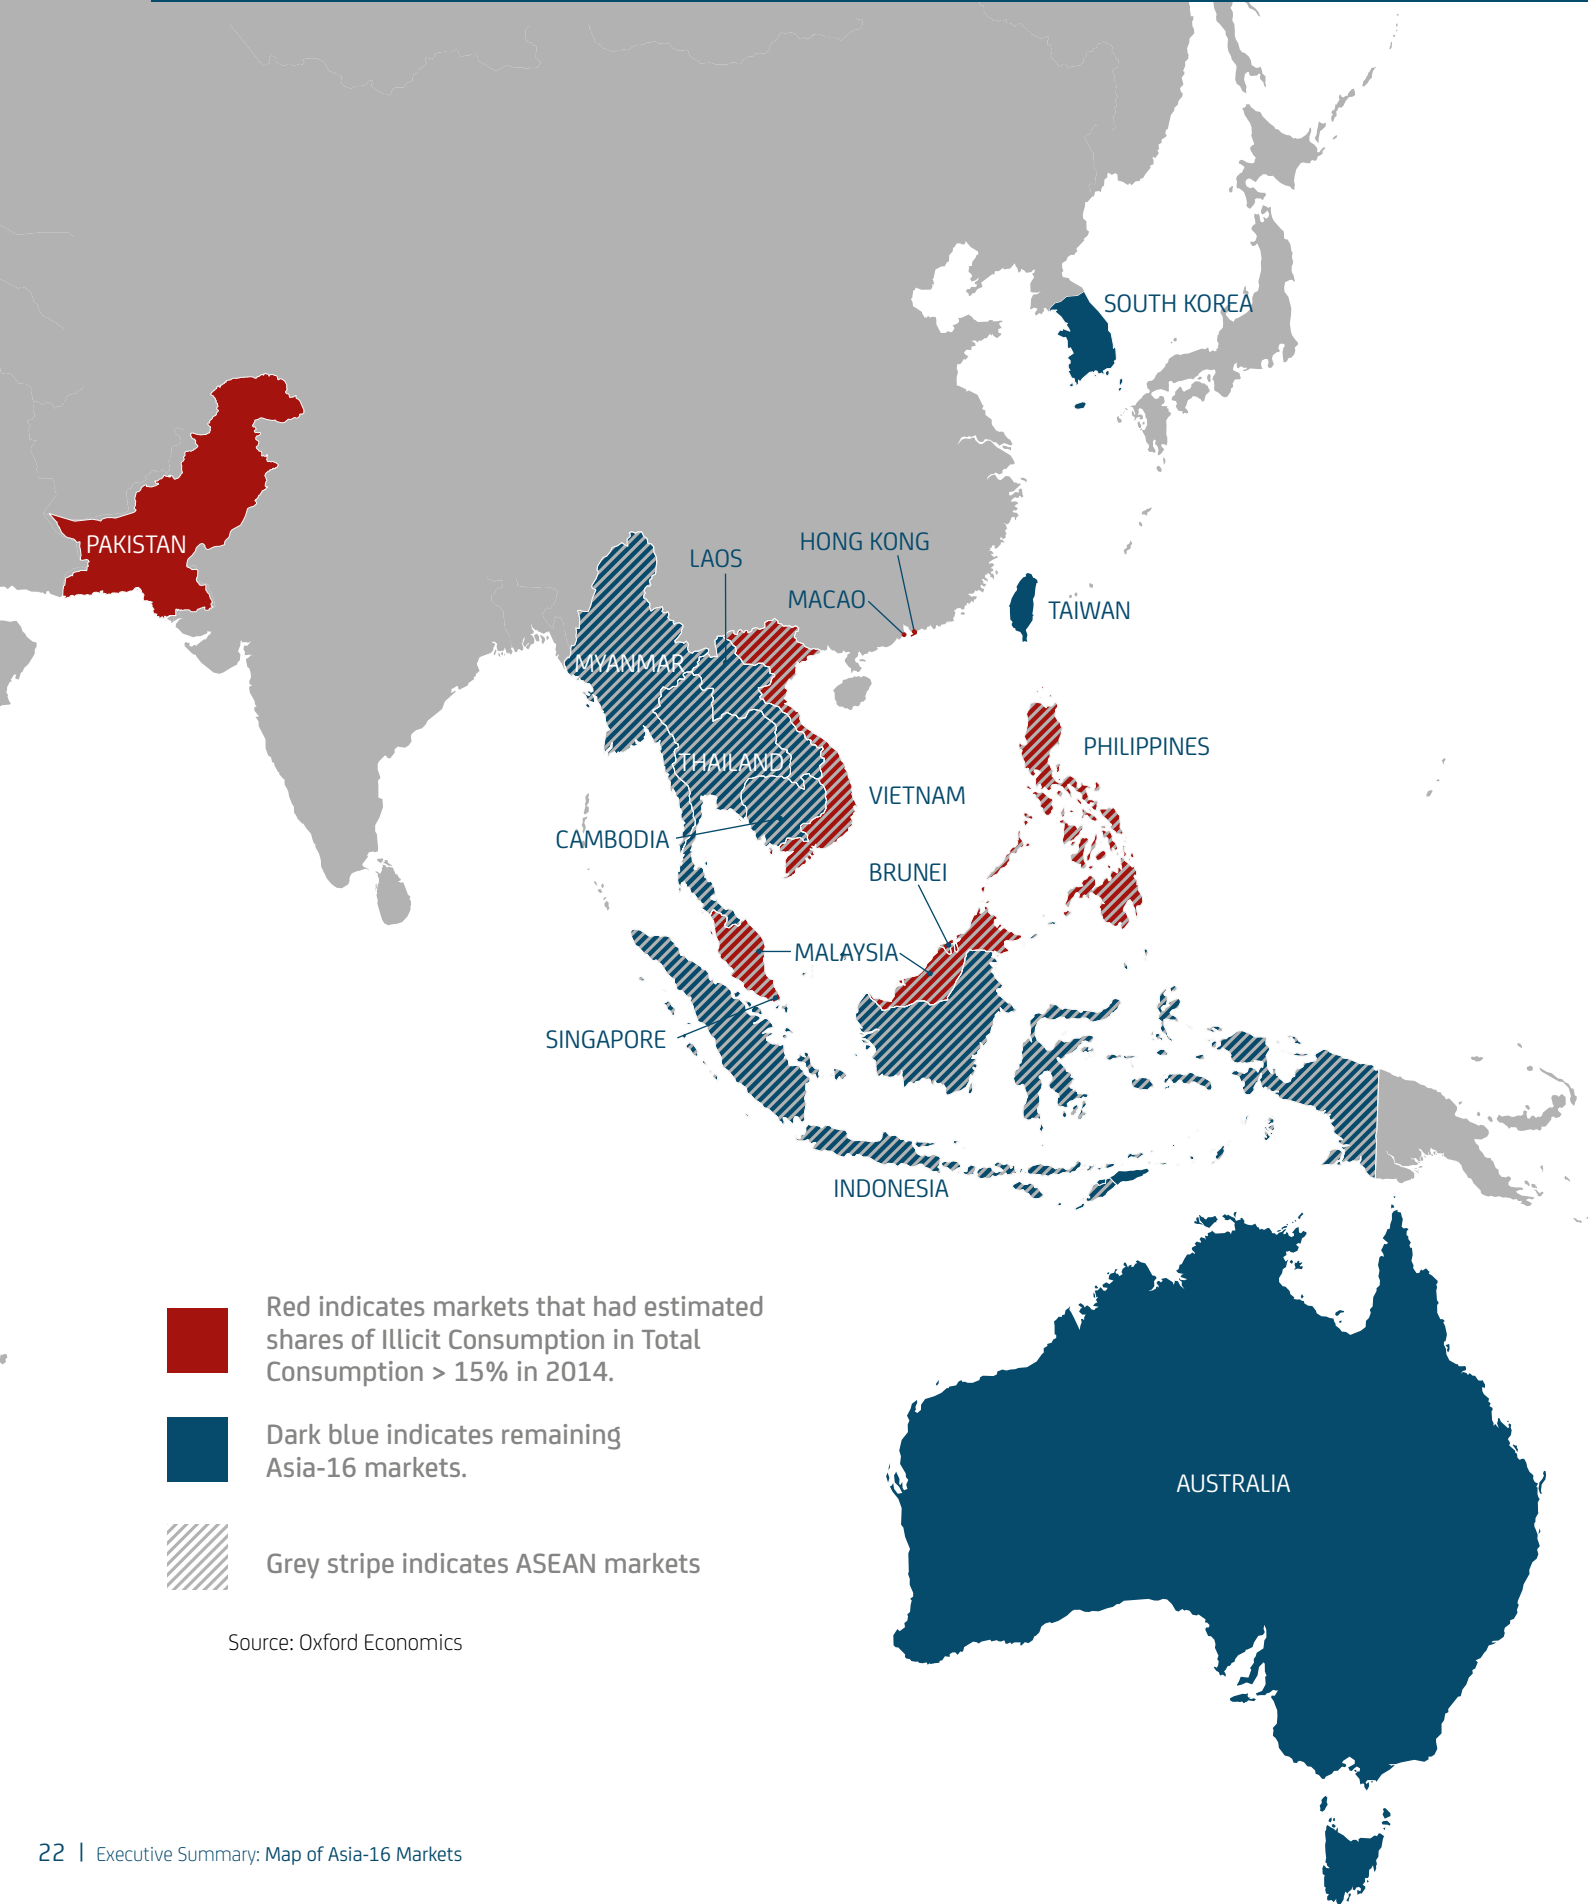 SOUTH KOREA
PAKISTAN
HONG KONG
LAOS
MACAO
TAIWAN
MYANMAR
PHILIPPINES
THAILAND
VIETNAM
CAMBODIA
BRUNEI
MALAYSIA
SINGAPORE
INDONESIA
Red indicates markets that had estimated
shares of Illicit Consumption in Total
Consumption > 15% in 2014.
Dark blue indicates remaining
Asia-16 markets.
AUSTRALIA
Grey stripe indicates ASEAN markets
Source: Oxford Economics
22 | Executive Summary: Map of Asia-16 Markets